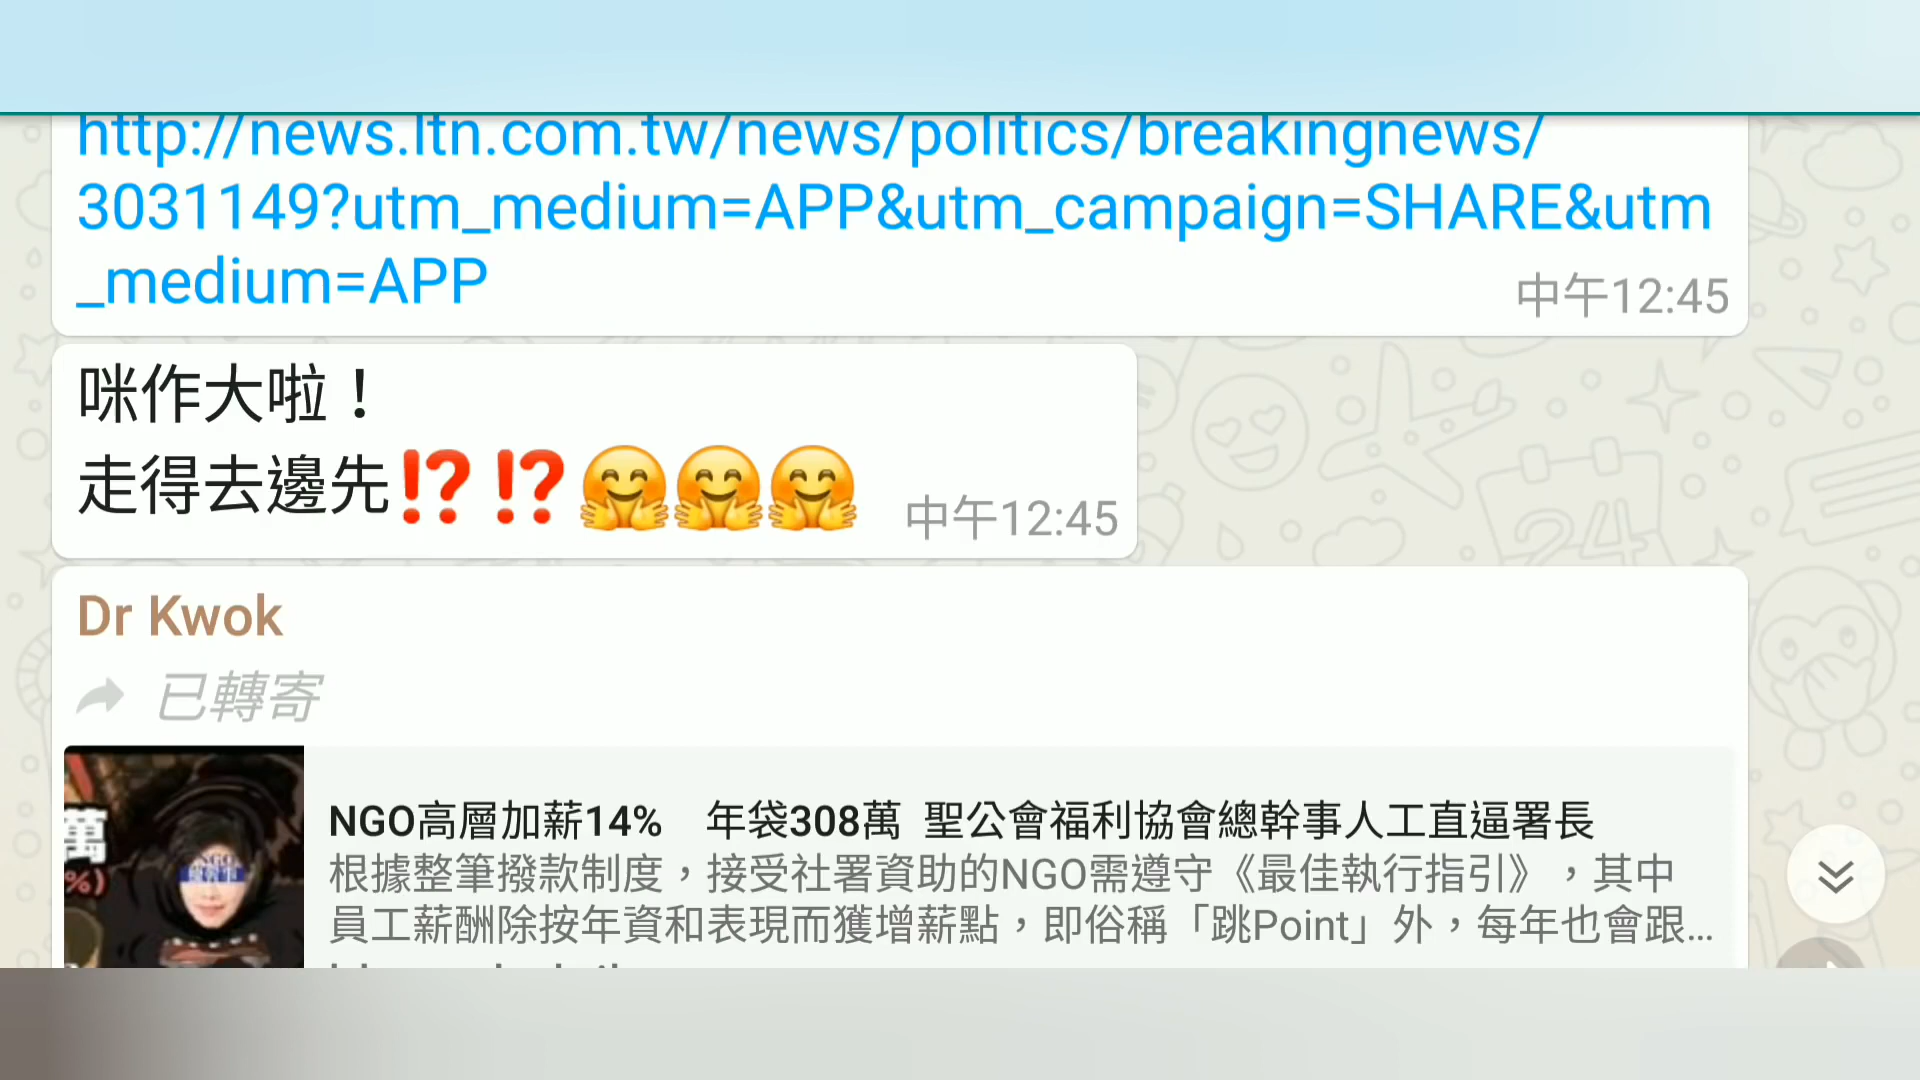 http://news.ltn.com.tw/news/politics/breakingnews/
3031149?utm_medium=APP&utm_campaign=SHARE&utm
_medium=APP
中午12:45
咪作大啦！
走得去邊先⁉️⁉️🤗🤗🤗
中午12:45
Dr Kwok
已轉寄
萬
%)
NGO高層加薪14%　年袋308萬 聖公會福利協會總幹事人工直逼署長
根據整筆撥款制度，接受社署資助的NGO需遵守《最佳執行指引》，其中
員工薪酬除按年資和表現而獲增薪點，即俗稱「跳Point」外，每年也會跟...